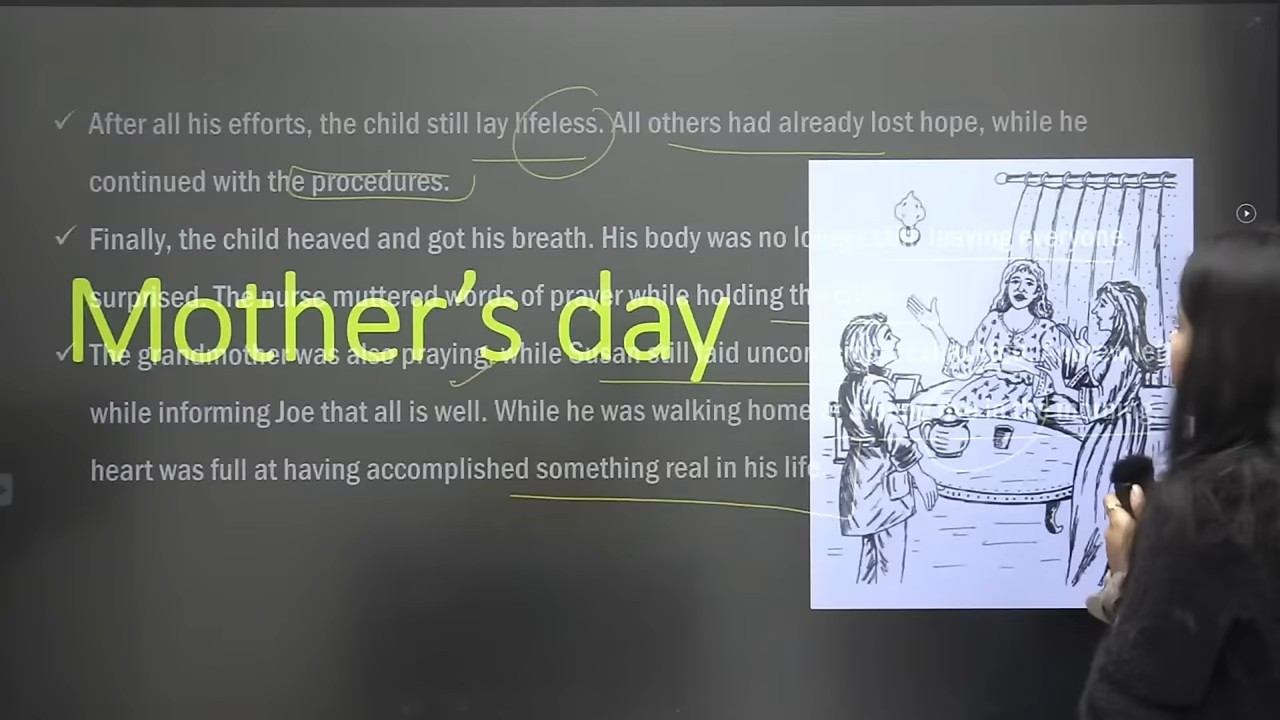 After all his efforts, the child still lay lifeless. All others had already lost hope, while he
continued with the procedures.
Finally, the child heaved and got his breath. His body was no leaving everyone
surprised. The nurse muttered words of prayer while holding
Mother's day
The grandmother was also praying, while Susan still laid
while informing Joe that all is well. While he was walking home
heart was full at having accomplished something real in his life.